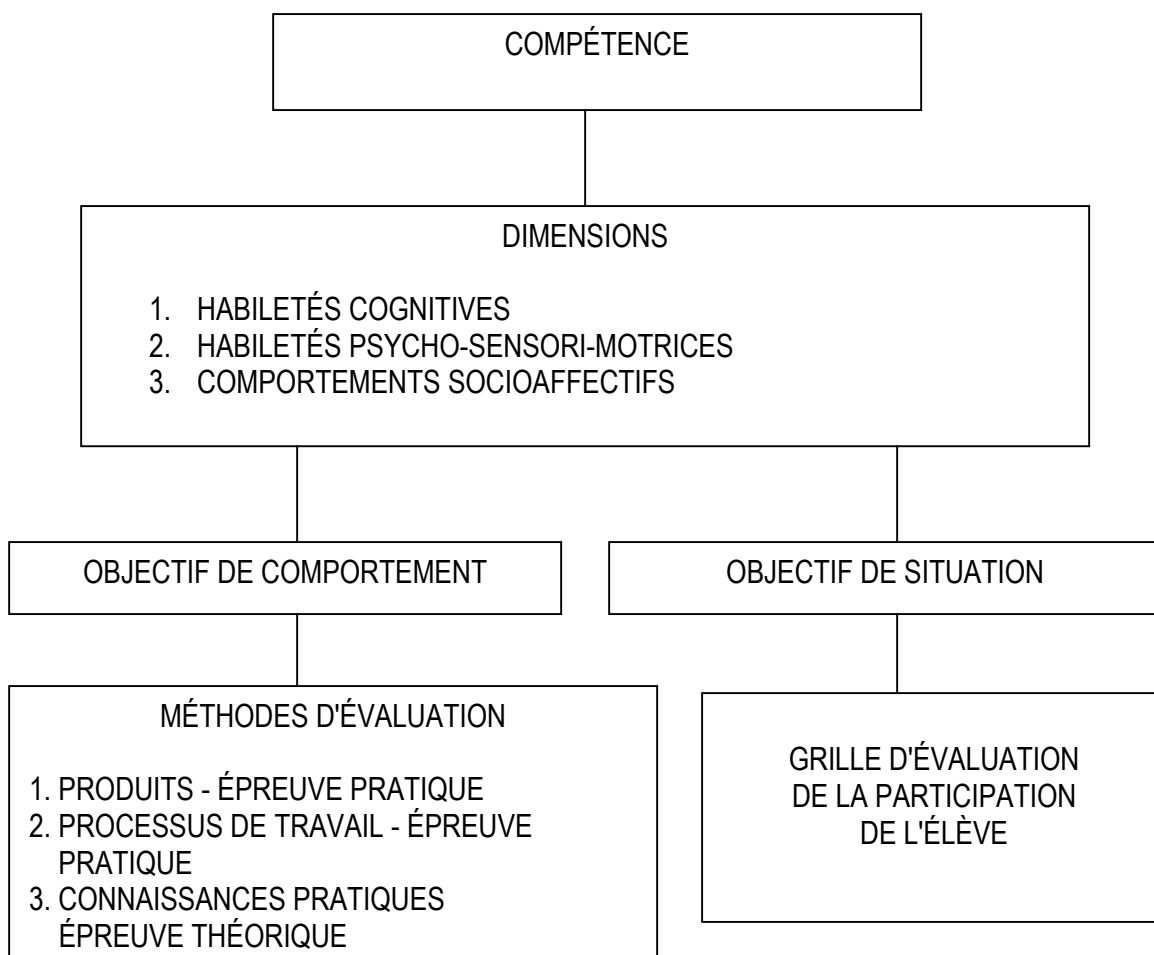 COMPÉTENCE
DIMENSIONS
1. HABILETÉS COGNITIVES
2. HABILETÉS PSYCHO-SENSORI-MOTRICES
3. COMPORTEMENTS SOCIOAFFECTIFS
OBJECTIF DE COMPORTEMENT
OBJECTIF DE SITUATION
MÉTHODES D'ÉVALUATION
1. PRODUITS - ÉPREUVE PRATIQUE
2. PROCESSUS DE TRAVAIL - ÉPREUVE
PRATIQUE
3. CONNAISSANCES PRATIQUES
ÉPREUVE THÉORIQUE
GRILLE D'ÉVALUATION
DE LA PARTICIPATION
DE L'ÉLÈVE